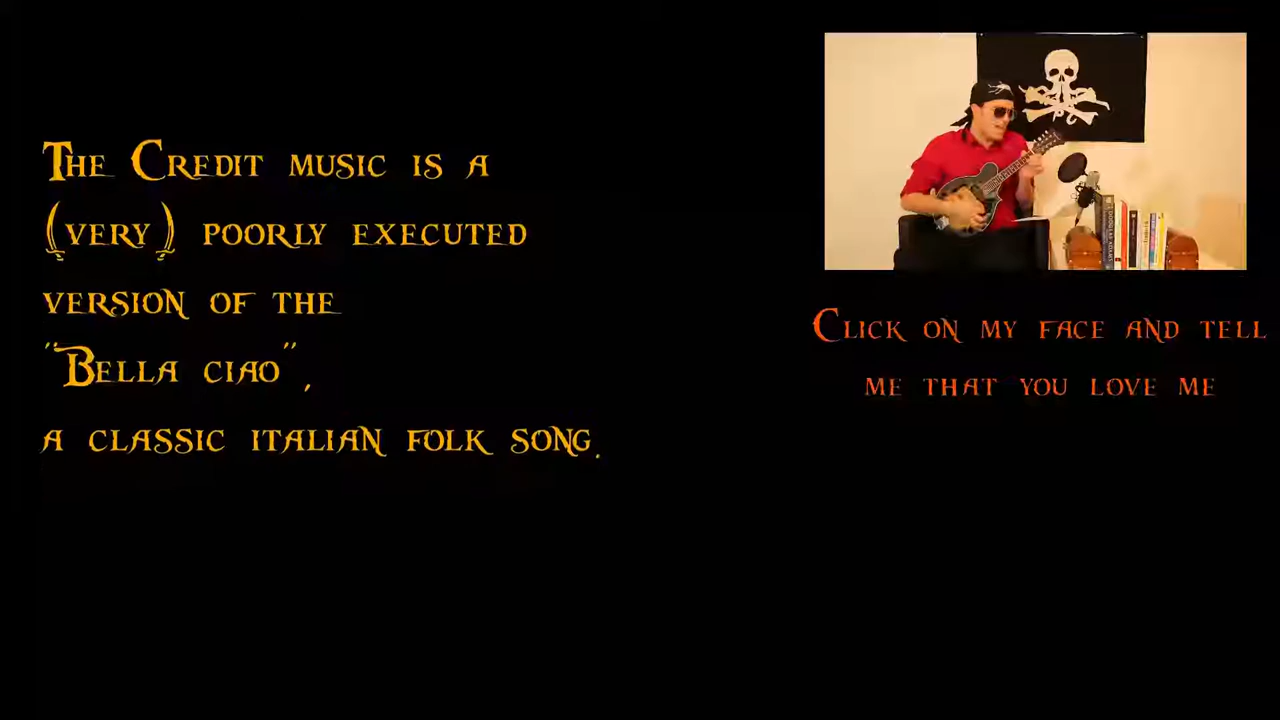 The Credit music is a
(very) poorly executed
version of the
"Bella ciao",
a classic italian folk song.
Click on my face and tell
me that you love me